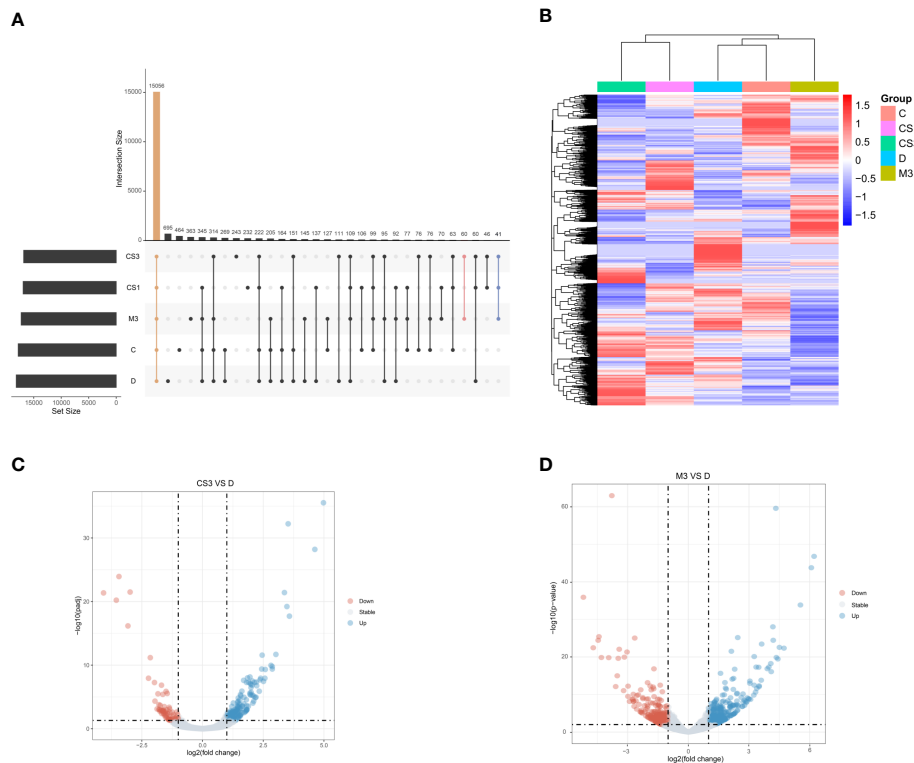 A
15000
10000
5000
0
Intersection Size
15056
695
464
363
345
314
269
243
232
222
205
164
151
145
137
127
111
109
106
99
95
92
77
76
76
70
63
60
60
46
41
CS3
CS1
M3
C
D
15000
10000
5000
0
Set Size
B
Group
C
CS
CS
D
M3
1.5
1
0.5
0
−0.5
−1
−1.5
C
CS3 VS D
30
20
10
0
−log10(padj)
−2.5
0.0
2.5
5.0
log2(fold change)
Down
Stable
Up
D
M3 VS D
60
40
20
0
−log10(p−value)
−3
0
3
6
log2(fold change)
Down
Stable
Up